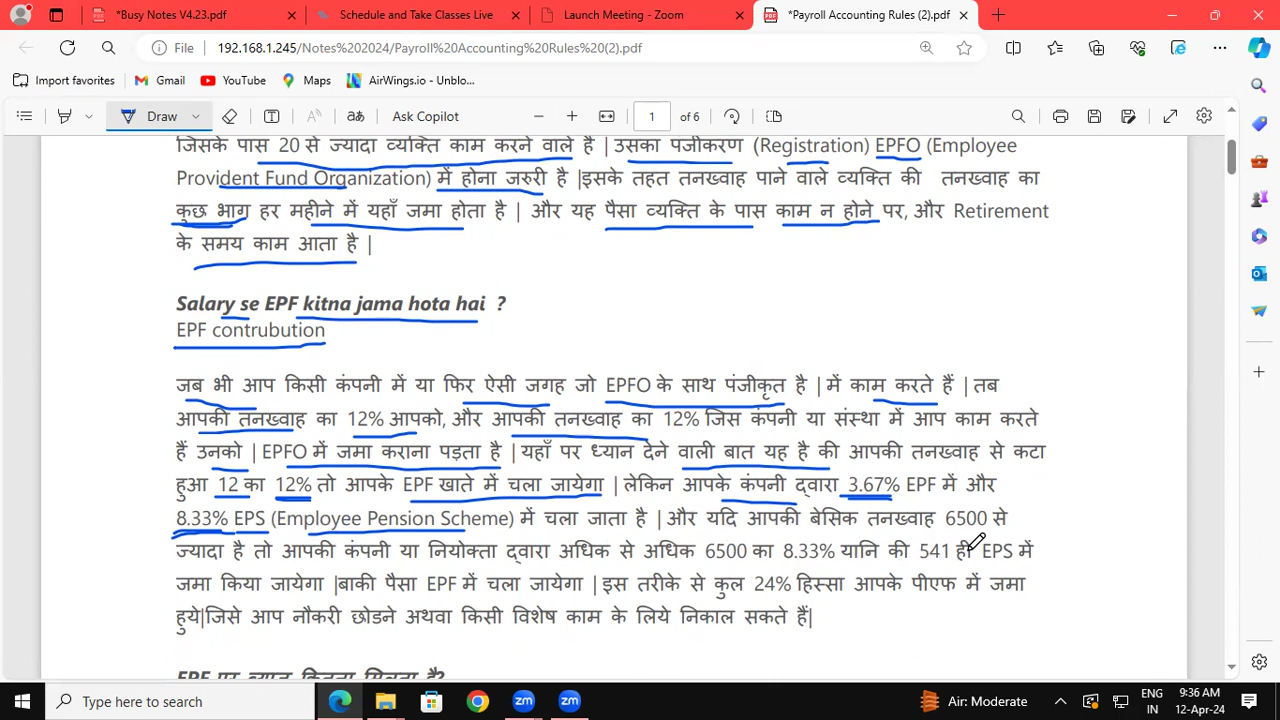 *Busy Notes V4.23.pdf
Schedule and Take Classes Live
Launch Meeting - Zoom
*Payroll Accounting Rules (2).pdf
File
192.168.1.245/Notes%202024/Payroll%20Accounting%20Rules%20(2).pdf
Import favorites
Gmail
YouTube
Maps
AirWings.io - Unblo...
Draw
Ask Copilot
1 of 6
जिसके पास 20 से ज्यादा व्यक्ति काम करने वाले है | उसका पंजीकरण (Registration) EPFO (Employee
Provident Fund Organization) में होना जरुरी है |इसके तहत तनख्वाह पाने वाले व्यक्ति की तनख्वाह का
कुछ भाग हर महीने में यहाँ जमा होता है | और यह पैसा व्यक्ति के पास काम न होने पर, और Retirement
के समय काम आता है |
Salary se EPF kitna jama hota hai ?
EPF contrubution
जब भी आप किसी कंपनी में या फिर ऐसी जगह जो EPFO के साथ पंजीकृत है | में काम करते हैं | तब
आपकी तनख्वाह का 12% आपको, और आपकी तनख्वाह का 12% जिस कंपनी या संस्था में आप काम करते
हैं उनको | EPFO में जमा कराना पड़ता है | यहाँ पर ध्यान देने वाली बात यह है की आपकी तनख्वाह से कटा
हुआ 12 का 12% तो आपके EPF खाते में चला जायेगा | लेकिन आपके कंपनी द्वारा 3.67% EPF में और
8.33% EPS (Employee Pension Scheme) में चला जाता है | और यदि आपकी बेसिक तनख्वाह 6500 से
ज्यादा है तो आपकी कंपनी या नियोक्ता द्वारा अधिक से अधिक 6500 का 8.33% यानि की 541 ही EPS में
जमा किया जायेगा |बाकी पैसा EPF में चला जायेगा | इस तरीके से कुल 24% हिस्सा आपके पीएफ में जमा
हुये|जिसे आप नौकरी छोडने अथवा किसी विशेष काम के लिये निकाल सकते हैं|
EPF पर ब्याज कितना मिलता है?
Type here to search
Air: Moderate
ENG
IN
9:36 AM
12-Apr-24